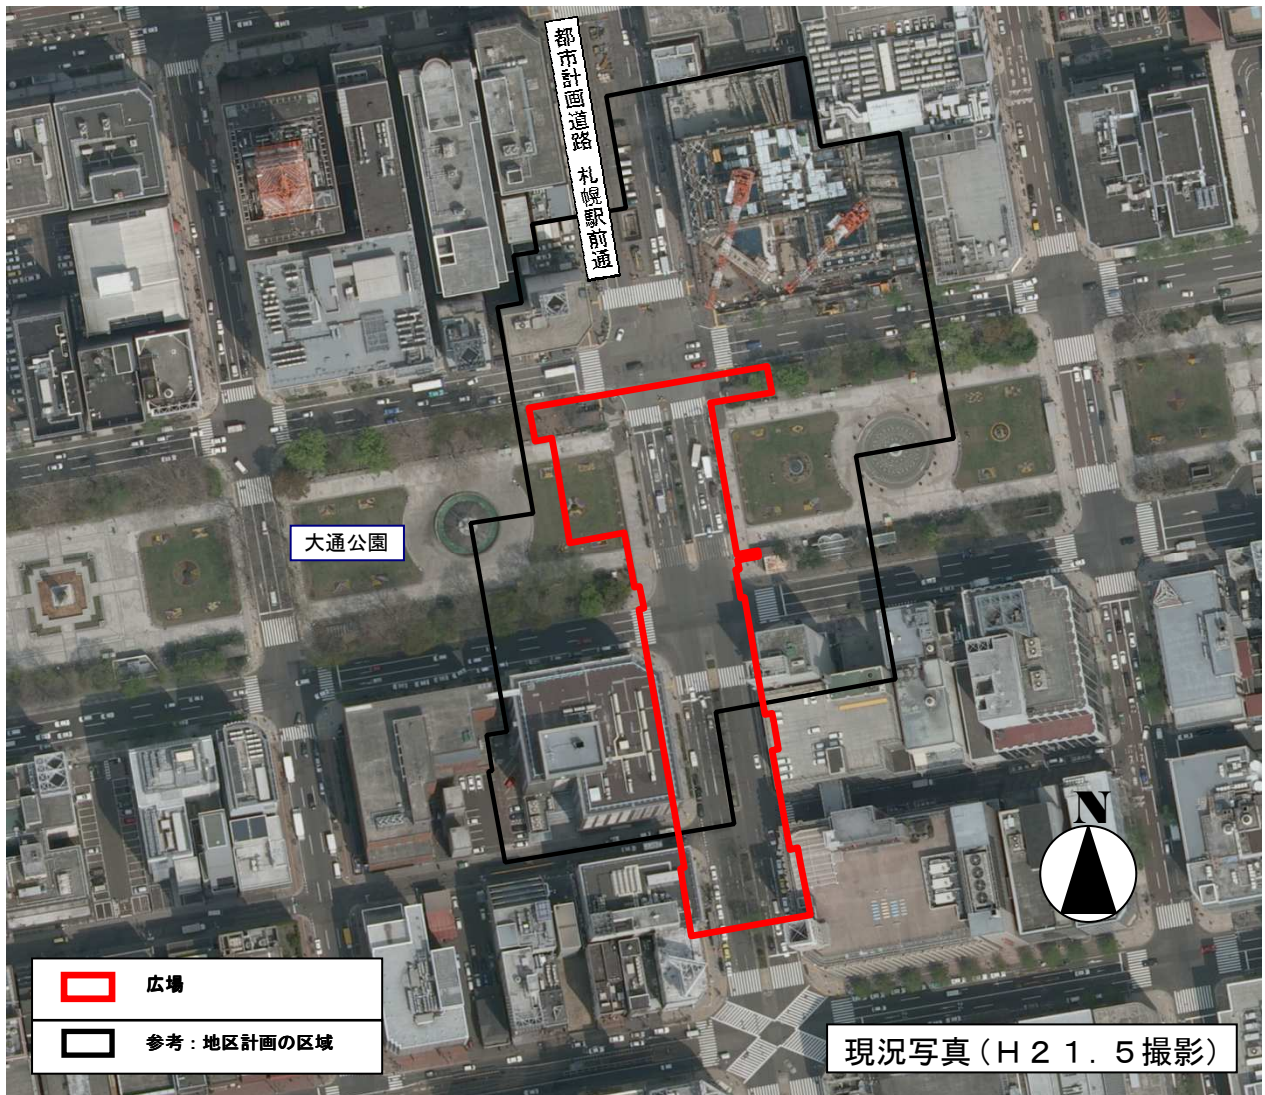 都市計画道路 札幌駅前通
大通公園
N
広場
参考：地区計画の区域
現況写真（Ｈ２１．５撮影）